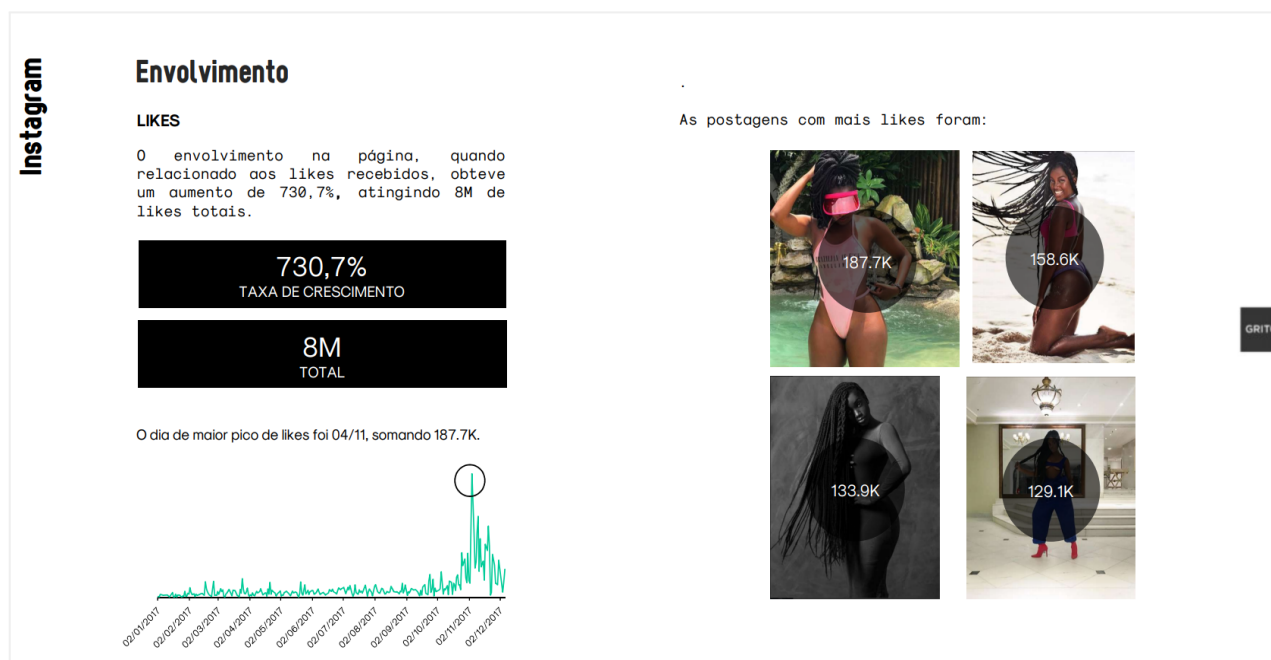 Instagram
Envolvimento
LIKES
O envolvimento na página, quando
relacionado aos likes recebidos, obteve
um aumento de 730,7%, atingindo 8M de
likes totais.
730,7%
TAXA DE CRESCIMENTO
8M
TOTAL
O dia de maior pico de likes foi 04/11, somando 187.7K.
02/01/2017
02/02/2017
02/03/2017
02/04/2017
02/05/2017
02/06/2017
02/07/2017
02/08/2017
02/09/2017
02/10/2017
02/11/2017
02/12/2017
.
As postagens com mais likes foram:
187.7K
158.6K
133.9K
129.1K